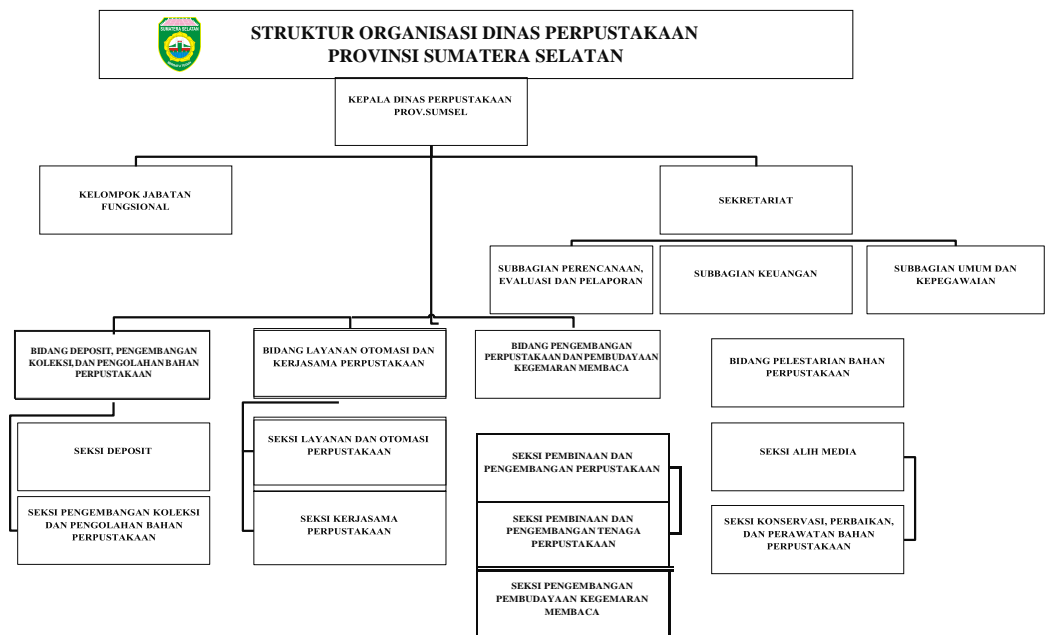 SUMATERA SELATAN
STRUKTUR ORGANISASI DINAS PERPUSTAKAAN
PROVINSI SUMATERA SELATAN
KEPALA DINAS PERPUSTAKAAN
PROV.SUMSEL
KELOMPOK JABATAN
FUNGSIONAL
SEKRETARIAT
SUBBAGIAN PERENCANAAN,
EVALUASI DAN PELAPORAN
SUBBAGIAN KEUANGAN
SUBBAGIAN UMUM DAN
KEPEGAWAIAN
BIDANG DEPOSIT, PENGEMBANGAN
KOLEKSI, DAN PENGOLAHAN BAHAN
PERPUSTAKAAN
BIDANG LAYANAN OTOMASI DAN
KERJASAMA PERPUSTAKAAN
BIDANG PENGEMBANGAN
PERPUSTAKAAN DAN PEMBUDAYAAN
KEGEMARAN MEMBACA
BIDANG PELESTARIAN BAHAN
PERPUSTAKAAN
SEKSI DEPOSIT
SEKSI LAYANAN DAN OTOMASI
PERPUSTAKAAN
SEKSI PEMBINAAN DAN
PENGEMBANGAN PERPUSTAKAAN
SEKSI ALIH MEDIA
SEKSI PENGEMBANGAN KOLEKSI
DAN PENGOLAHAN BAHAN
PERPUSTAKAAN
SEKSI KERJASAMA
PERPUSTAKAAN
SEKSI PEMBINAAN DAN
PENGEMBANGAN TENAGA
PERPUSTAKAAN
SEKSI KONSERVASI, PERBAIKAN,
DAN PERAWATAN BAHAN
PERPUSTAKAAN
SEKSI PENGEMBANGAN
PEMBUDAYAAN KEGEMARAN
MEMBACA